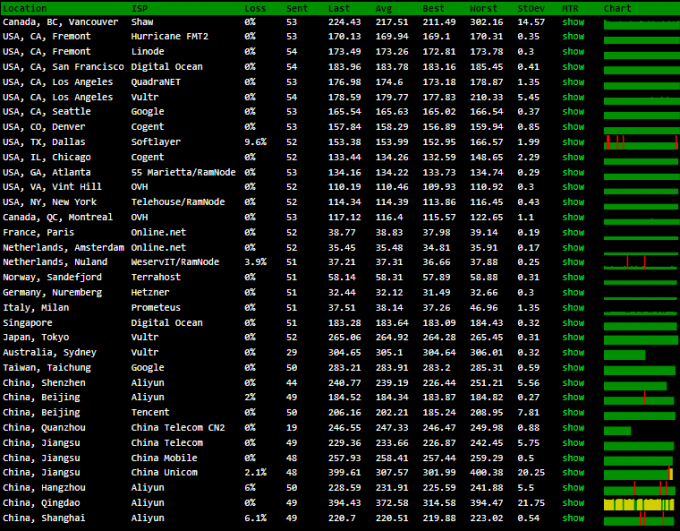 Location ISP Loss Sent Last Avg Best Worst StDev MTR Chart
Canada, BC, Vancouver Shaw 0% 53 224.43 217.51 211.49 302.16 14.57 show
USA, CA, Fremont Hurricane FMT2 0% 53 170.13 169.94 169.1 170.31 0.35 show
USA, CA, Fremont Linode 0% 54 173.49 173.26 172.81 173.78 0.3 show
USA, CA, San Francisco Digital Ocean 0% 54 183.96 183.78 183.16 185.45 0.41 show
USA, CA, Los Angeles QuadraNET 0% 53 176.98 174.6 173.18 178.87 1.35 show
USA, CA, Los Angeles Vultr 0% 54 178.59 179.77 177.83 210.33 5.45 show
USA, CA, Seattle Google 0% 54 165.54 165.63 165.02 166.54 0.37 show
USA, CO, Denver Cogent 0% 53 157.84 158.29 156.89 159.94 0.85 show
USA, TX, Dallas Softlayer 9.6% 52 153.38 153.99 152.95 166.57 1.99 show
USA, IL, Chicago Cogent 0% 52 133.44 134.26 132.59 148.65 2.29 show
USA, GA, Atlanta 55 Marietta/RamNode 0% 53 134.16 134.22 133.73 134.74 0.29 show
USA, VA, Vint Hill OVH 0% 52 110.19 110.46 109.93 110.92 0.3 show
USA, NY, New York Telehouse/RamNode 0% 52 114.34 114.39 113.86 116.45 0.43 show
Canada, QC, Montreal OVH 0% 53 117.12 116.4 115.57 122.65 1.1 show
France, Paris Online.net 0% 52 38.77 38.83 37.98 39.14 0.19 show
Netherlands, Amsterdam Online.net 0% 52 35.45 35.48 34.81 35.91 0.17 show
Netherlands, Nuland WeservIT/RamNode 3.9% 51 37.21 37.31 36.66 37.88 0.25 show
Norway, Sandefjord Terrahost 0% 51 58.14 58.31 57.89 58.88 0.31 show
Germany, Nuremberg Hetzner 0% 51 32.44 32.12 31.49 32.66 0.3 show
Italy, Milan Prometeus 0% 51 37.51 38.14 37.26 46.96 1.35 show
Singapore Digital Ocean 0% 51 183.28 183.64 183.09 184.43 0.32 show
Japan, Tokyo Vultr 0% 52 265.06 264.92 264.28 265.45 0.31 show
Australia, Sydney Vultr 0% 29 304.65 305.1 304.64 306.01 0.32 show
Taiwan, Taichung Google 0% 50 283.21 283.91 283.2 285.31 0.59 show
China, Shenzhen Aliyun 0% 44 240.77 239.19 226.44 251.21 5.56 show
China, Beijing Aliyun 2% 49 184.52 184.34 183.87 184.82 0.27 show
China, Beijing Tencent 0% 50 206.16 202.21 185.24 208.95 7.81 show
China, Quanzhou China Telecom CN2 0% 19 246.55 247.33 246.47 249.98 0.88 show
China, Jiangsu China Telecom 0% 49 229.36 233.66 226.87 242.45 5.75 show
China, Jiangsu China Mobile 0% 48 257.93 258.41 257.44 259.29 0.5 show
China, Jiangsu China Unicom 2.1% 48 399.61 307.57 301.99 400.38 20.25 show
China, Hangzhou Aliyun 6% 50 228.59 231.91 225.59 241.88 5.5 show
China, Qingdao Aliyun 0% 49 394.43 372.55 314.58 394.47 21.75 show
China, Shanghai Aliyun 6.1% 49 220.7 220.51 219.88 223.02 0.54 show